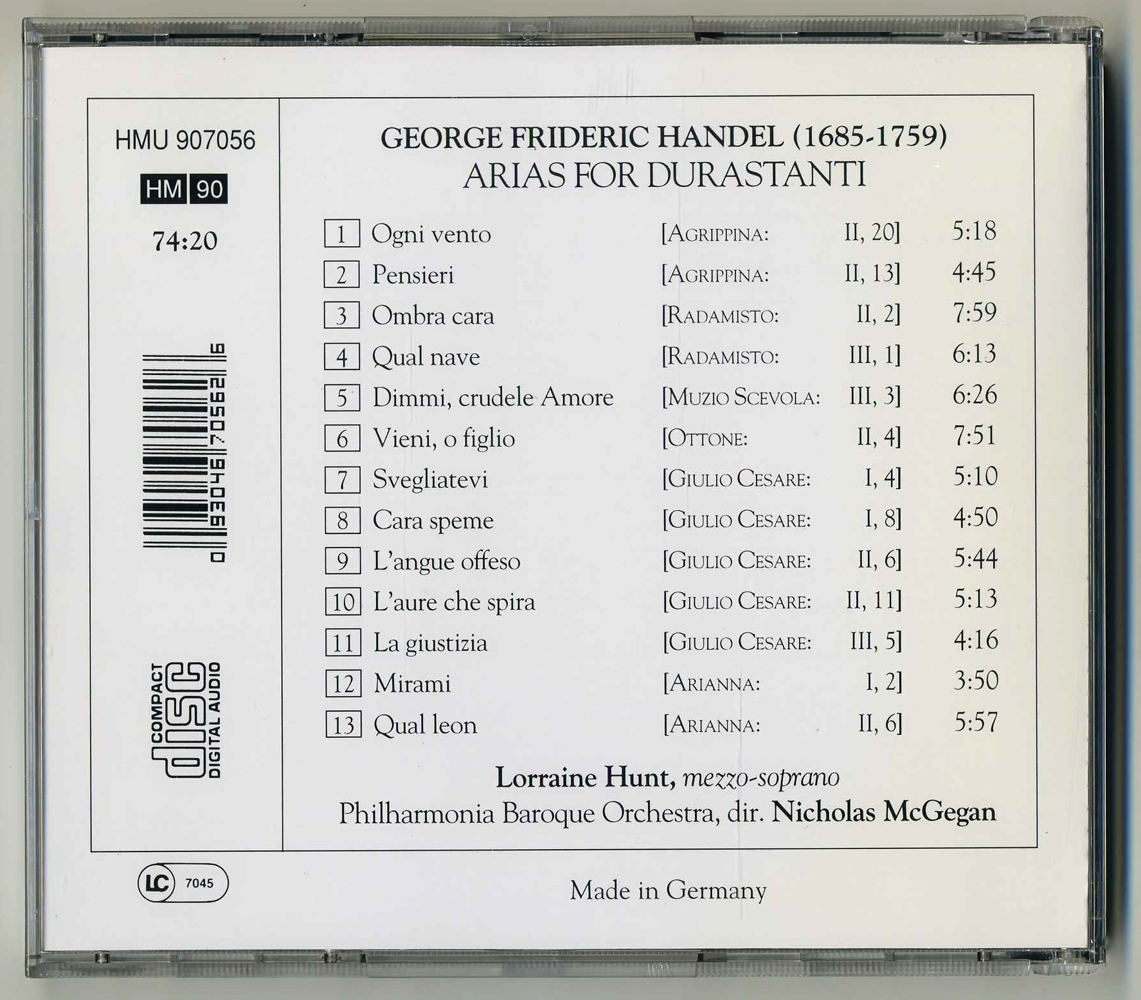 HMU 907056
HM 90
74:20
0 93046 70562 6
COMPACT
disc
DIGITAL AUDIO
GEORGE FRIDERIC HANDEL (1685-1759)
ARIAS FOR DURASTANTI
1 Ogni vento [AGRIPPINA: II, 20] 5:18
2 Pensieri [AGRIPPINA: II, 13] 4:45
3 Ombra cara [RADAMISTO: II, 2] 7:59
4 Qual nave [RADAMISTO: III, 1] 6:13
5 Dimmi, crudele Amore [MUZIO SCEVOLA: III, 3] 6:26
6 Vieni, o figlio [OTTONE: II, 4] 7:51
7 Svegliatevi [GIULIO CESARE: I, 4] 5:10
8 Cara speme [GIULIO CESARE: I, 8] 4:50
9 L'angue offeso [GIULIO CESARE: II, 6] 5:44
10 L'aure che spira [GIULIO CESARE: II, 11] 5:13
11 La giustizia [GIULIO CESARE: III, 5] 4:16
12 Mirami [ARIANNA: I, 2] 3:50
13 Qual leon [ARIANNA: II, 6] 5:57
Lorraine Hunt, mezzo-soprano
Philharmonia Baroque Orchestra, dir. Nicholas McGegan
LC 7045
Made in Germany